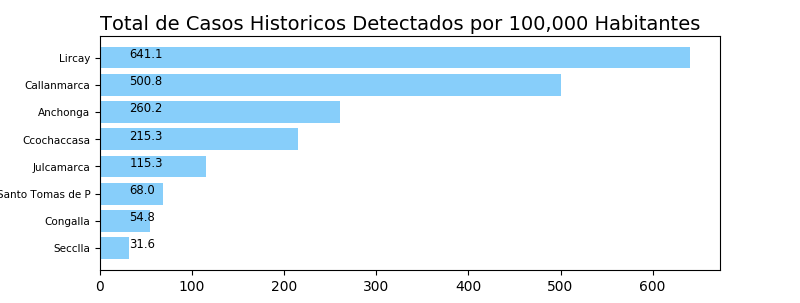 Total de Casos Historicos Detectados por 100,000 Habitantes
Lircay 641.1
Callanmarca 500.8
Anchonga 260.2
Ccochaccasa 215.3
Julcamarca 115.3
Santo Tomas de P 68.0
Congalla 54.8
Secclla 31.6
0 100 200 300 400 500 600